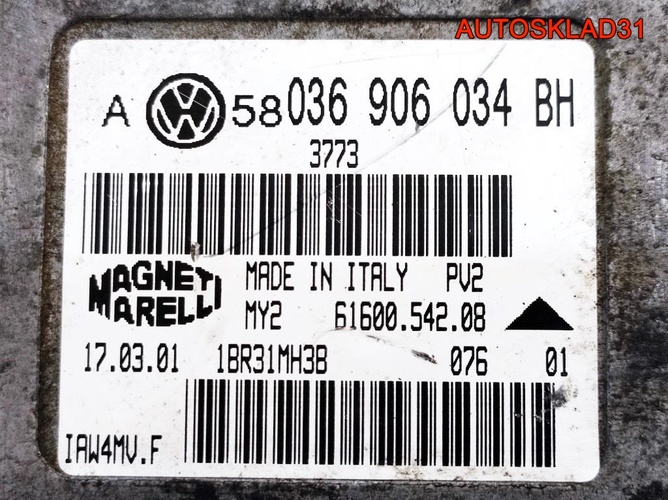 AUTOSKLAD31
A 58 036 906 034 BH
3773
MAGNETI MARELLI
MADE IN ITALY PV2
MY2 61600.542.08
17.03.01 1BR31MH3B 076 01
IAW4MV.F